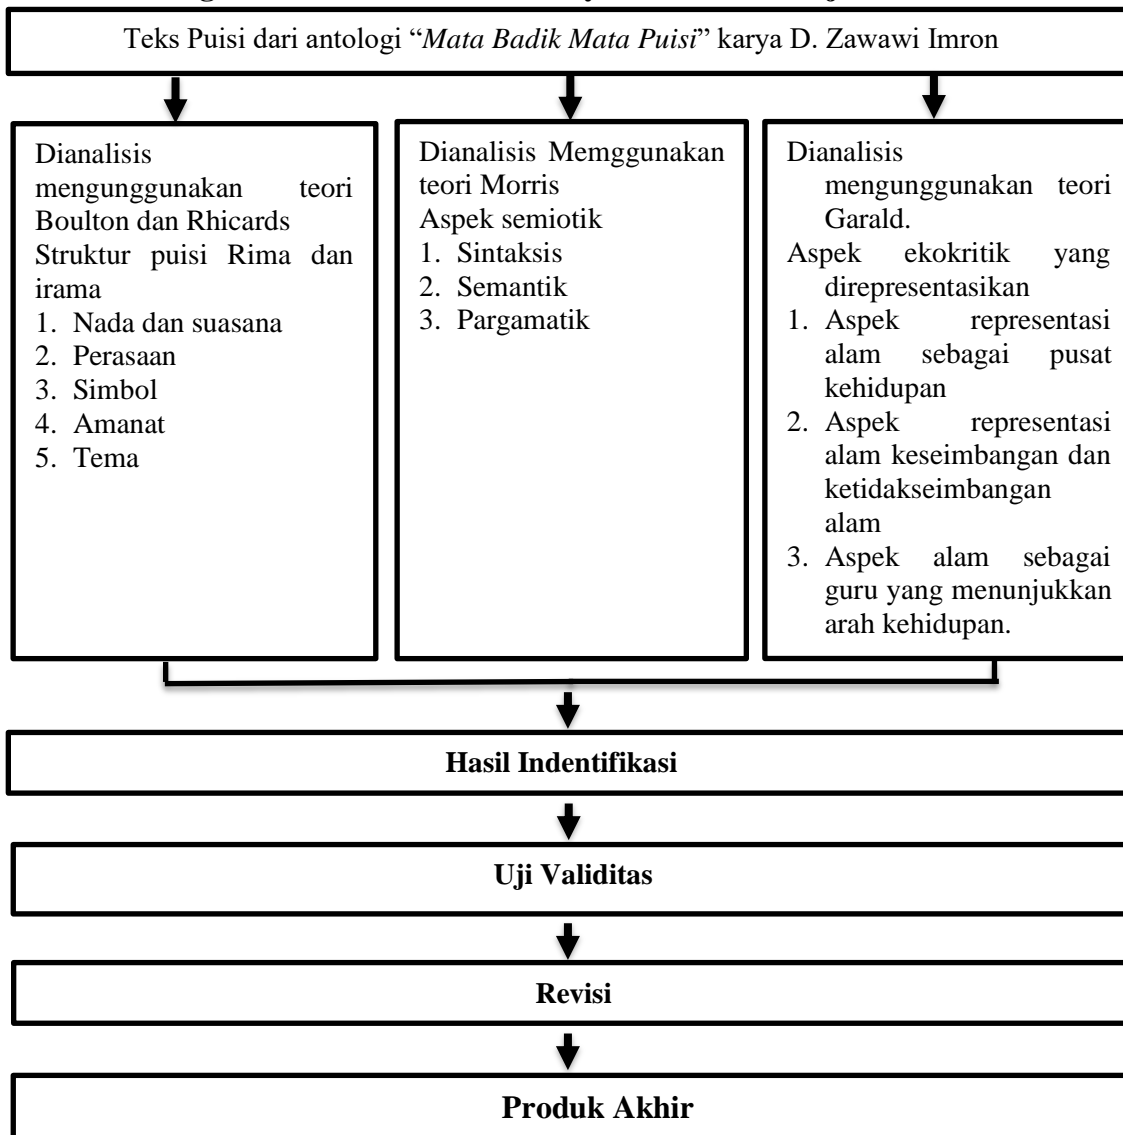 Teks Puisi dari antologi “Mata Badik Mata Puisi” karya D. Zawawi Imron
Dianalisis
mengunggunakan teori
Boulton dan Rhicards
Struktur puisi Rima dan
irama
1. Nada dan suasana
2. Perasaan
3. Simbol
4. Amanat
5. Tema
Dianalisis Memggunakan
teori Morris
Aspek semiotik
1. Sintaksis
2. Semantik
3. Pargamatik
Dianalisis
mengunggunakan teori
Garald.
Aspek ekokritik yang
direpresentasikan
1. Aspek representasi
alam sebagai pusat
kehidupan
2. Aspek representasi
alam keseimbangan dan
ketidakseimbangan
alam
3. Aspek alam sebagai
guru yang menunjukkan
arah kehidupan.
Hasil Indentifikasi
Uji Validitas
Revisi
Produk Akhir